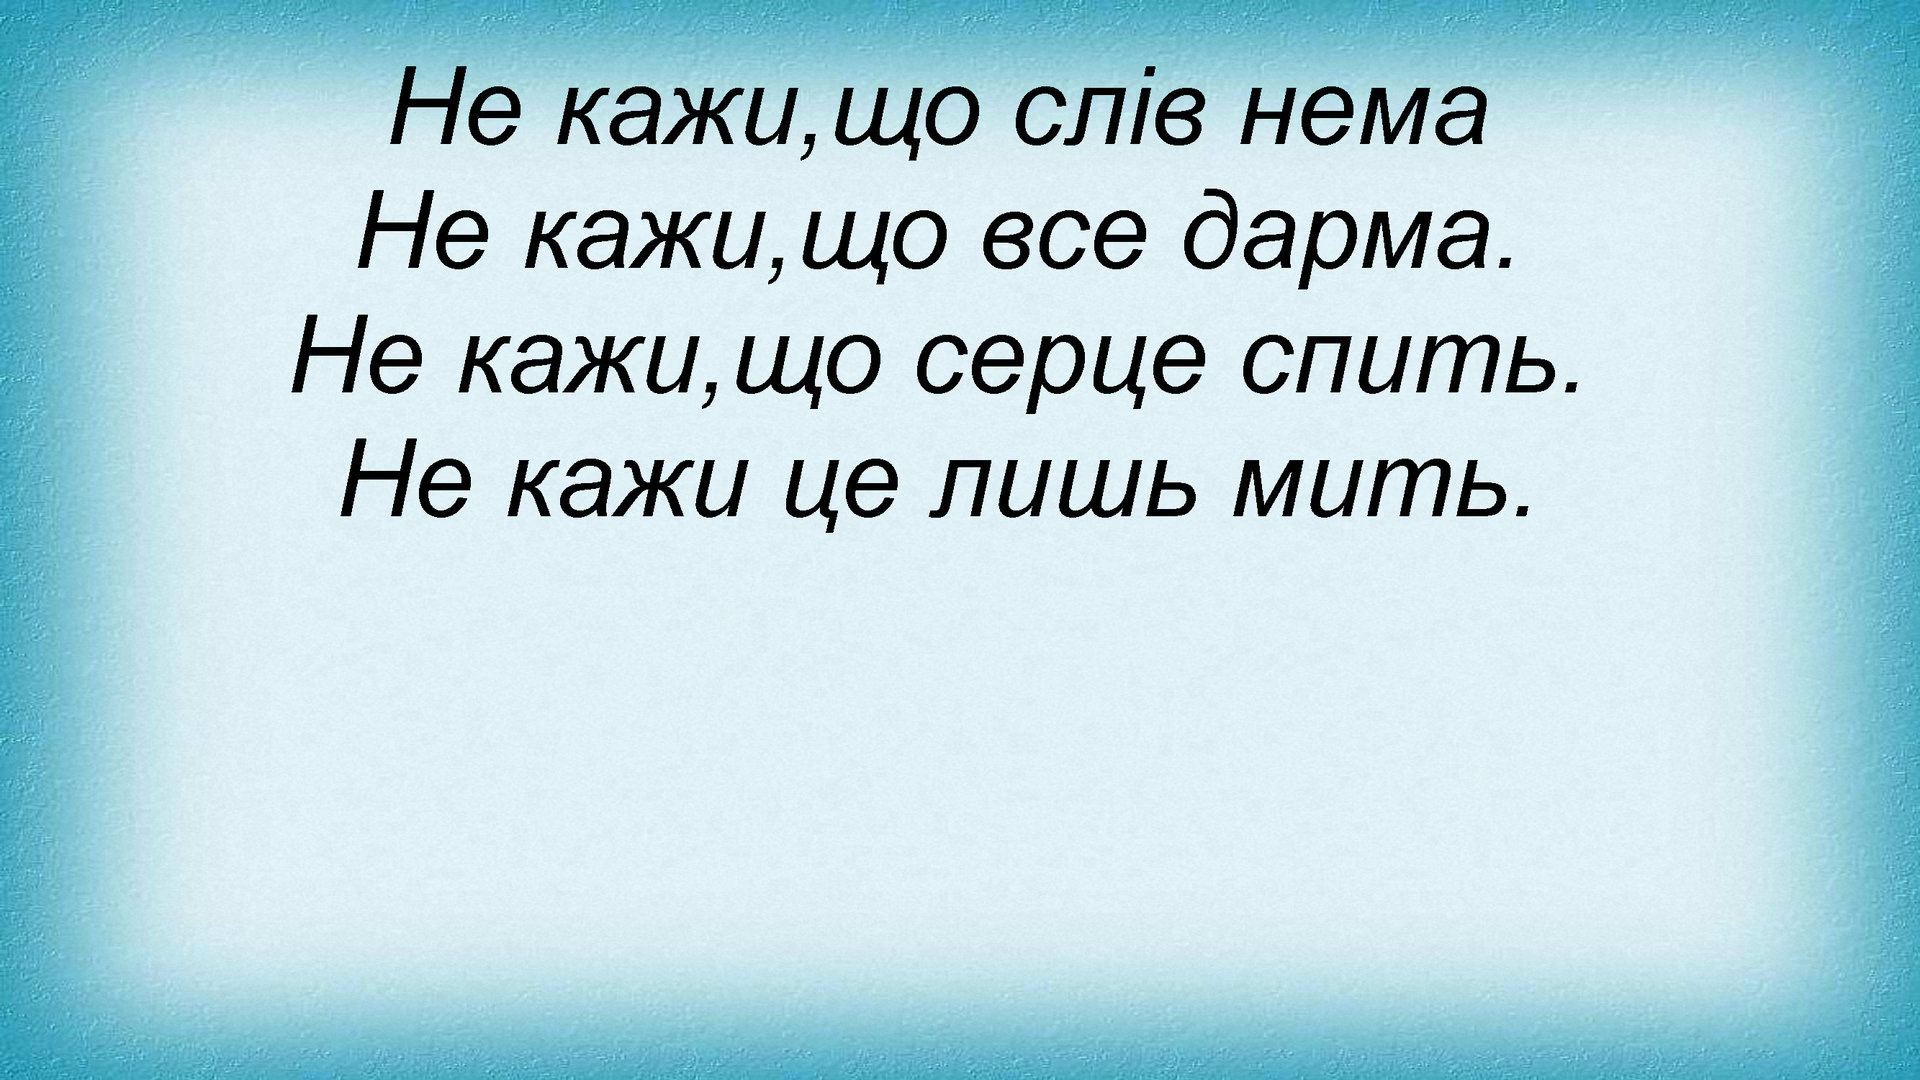 Не кажи,що слів нема
Не кажи,що все дарма.
Не кажи,що серце спить.
Не кажи це лишь мить.